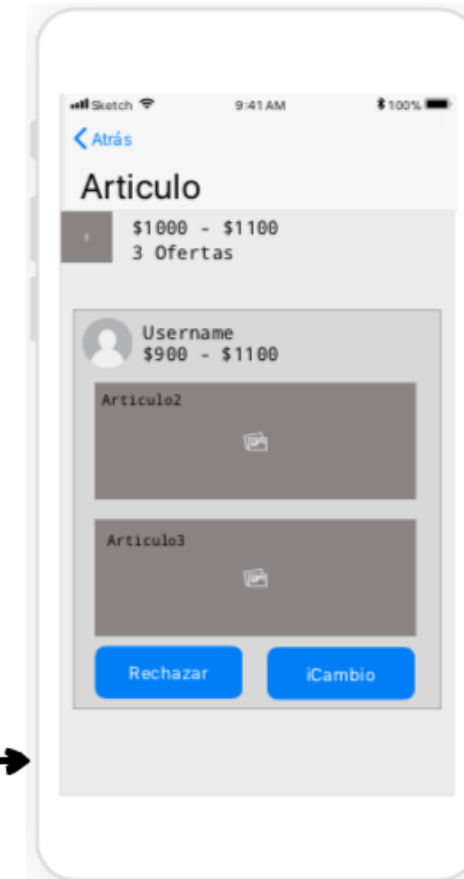 Sketch 9:41 AM 100%
Atrás
Articulo
$1000 - $1100
3 Ofertas
Username
$900 - $1100
Articulo2
Articulo3
Rechazar iCambio